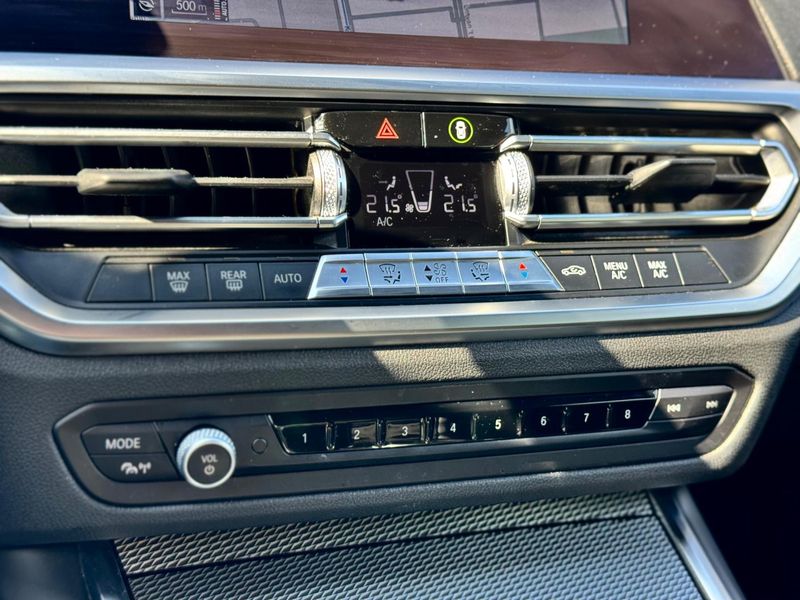 500 m
21.5° 21.5°
A/C
MAX REAR AUTO OFF MENU A/C MAX A/C
MODE
VOL
1 2 3 4 5 6 7 8